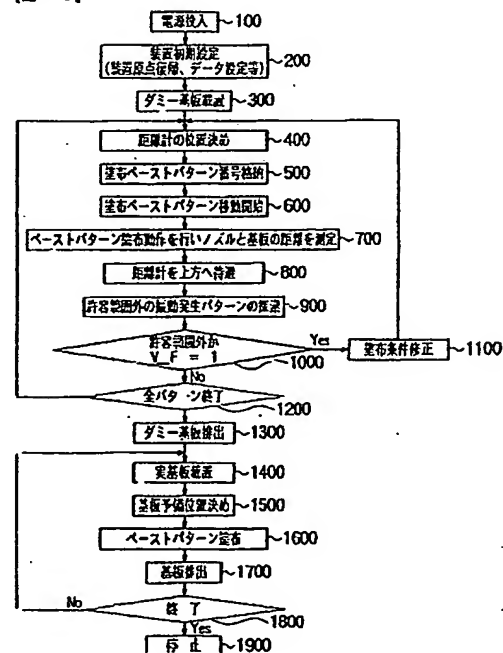 電源投入 100
装置初期設定
(装置原点復帰、データ設定等) 200
ダミー基板載置 300
距離計の位置決め 400
塗布ペーストパターン番号格納 500
塗布ペーストパターン移動開始 600
ペーストパターン塗布動作を行いノズルと基板の距離を測定 700
距離計を上方へ待避 800
許容範囲外の振動発生パターンの 900
許容範囲外か Yes
V_F = 1 塗布条件修正 1100
1000
No
全パターン終了
1200
ダミー基板排出 1300
実基板載置 1400
基板予備位置決め 1500
ペーストパターン塗布 1600
基板排出 1700
No 終了
1800
Yes
停止 1900